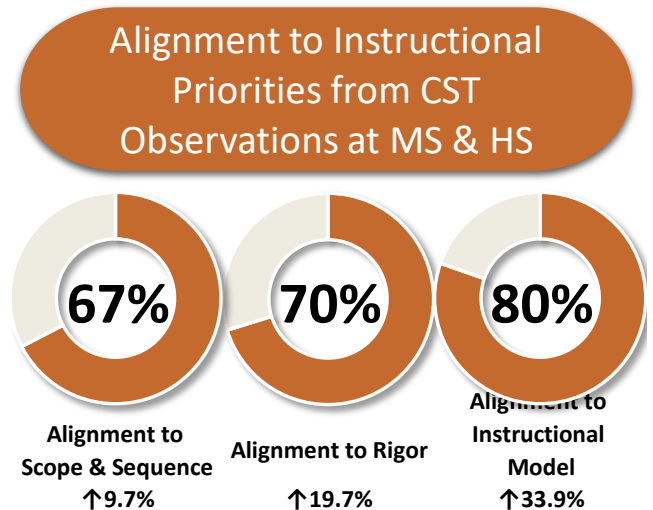 Alignment to Instructional
Priorities from CST
Observations at MS & HS
67%
70%
80%
Alignment to
Scope & Sequence
↑9.7%
Alignment to Rigor
↑19.7%
Alignment to
Instructional
Model
↑33.9%